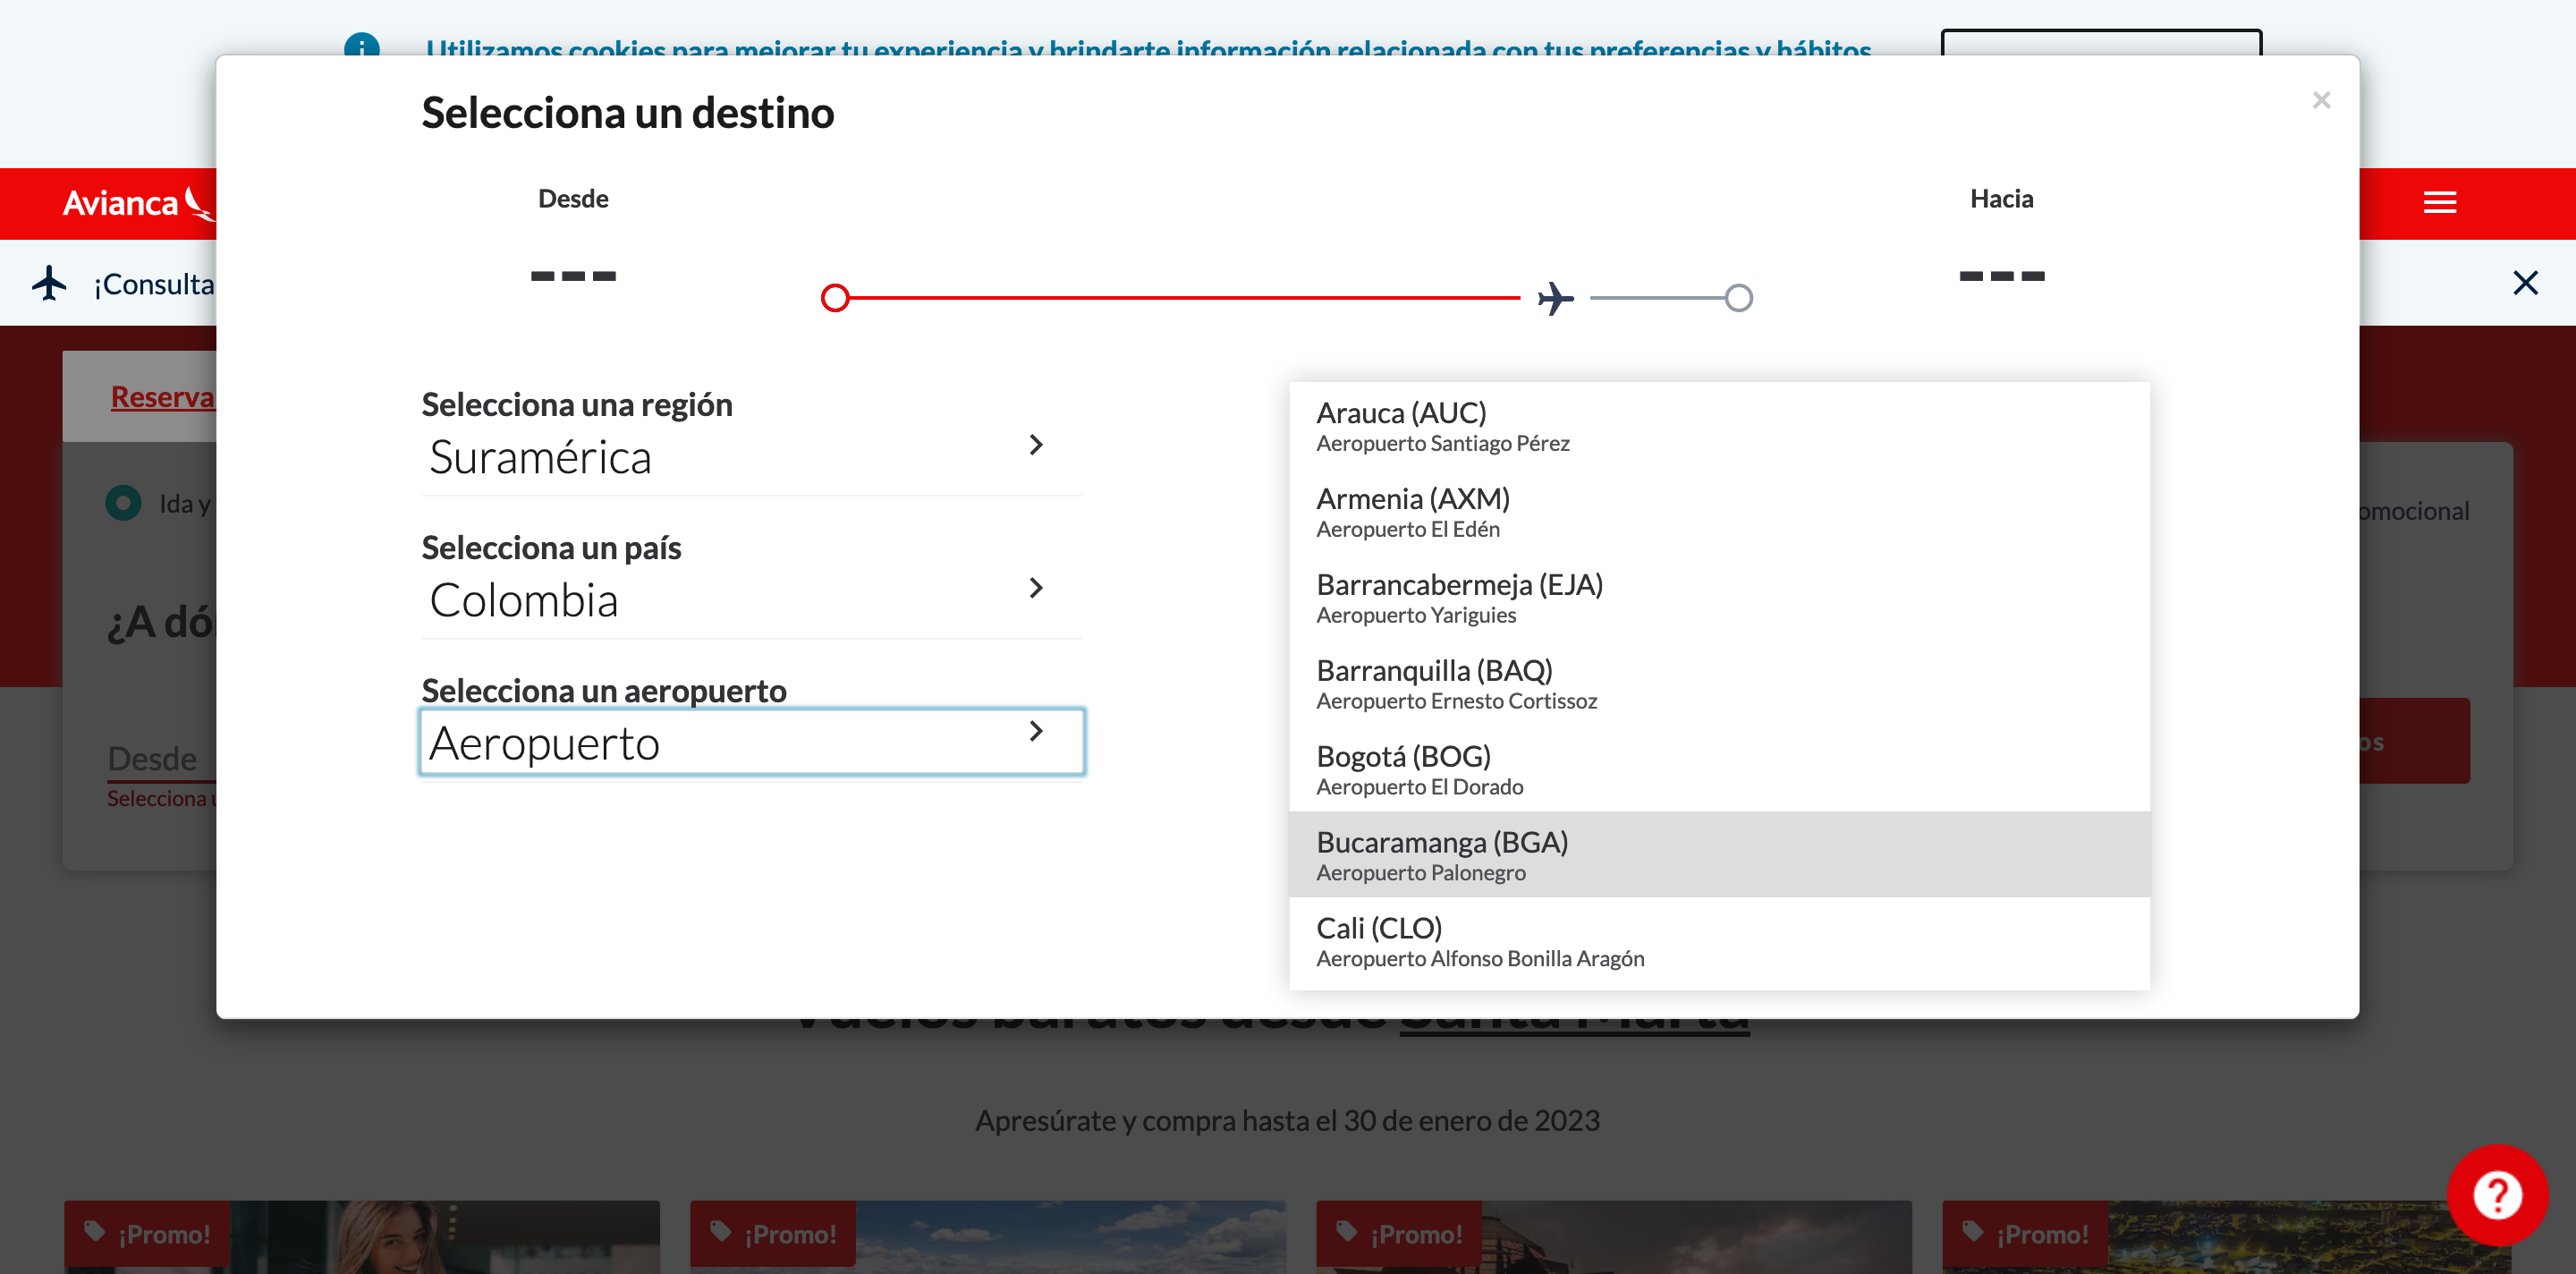 Utilizamos cookies para mejorar tu experiencia y brindarte información relacionada con tus preferencias y hábitos
Selecciona un destino
×
Desde
Hacia
---
---
Avianca
¡Consulta
Reserva
Selecciona una región
Suramérica
Selecciona un país
Colombia
Selecciona un aeropuerto
Aeropuerto
Arauca (AUC)
Aeropuerto Santiago Pérez
Armenia (AXM)
Aeropuerto El Edén
Barrancabermeja (EJA)
Aeropuerto Yariguies
Barranquilla (BAQ)
Aeropuerto Ernesto Cortissoz
Bogotá (BOG)
Aeropuerto El Dorado
Bucaramanga (BGA)
Aeropuerto Palonegro
Cali (CLO)
Aeropuerto Alfonso Bonilla Aragón
Ida y
omocional
¿A dó
Desde
Selecciona
os
Vuelos baratos desde Santa Marta
Apresúrate y compra hasta el 30 de enero de 2023
¡Promo!
¡Promo!
¡Promo!
¡Promo!
?